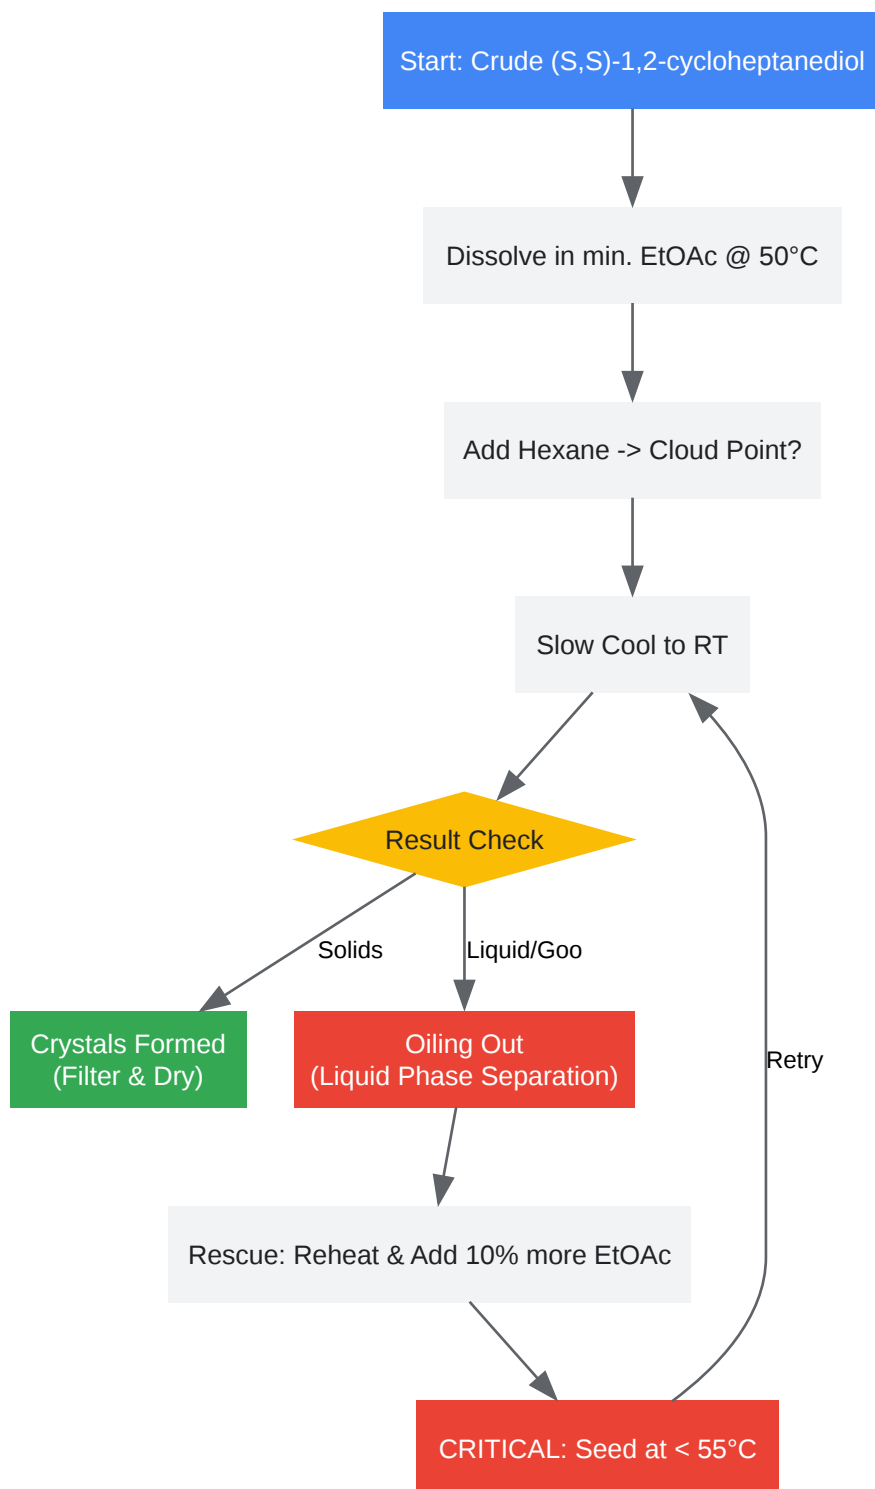 Start: Crude (S,S)-1,2-cycloheptanediol
Dissolve in min. EtOAc @ 50°C
Add Hexane -> Cloud Point?
Slow Cool to RT
Result Check
Solids
Liquid/Goo
Crystals Formed
(Filter & Dry)
Oiling Out
(Liquid Phase Separation)
Retry
Rescue: Reheat & Add 10% more EtOAc
CRITICAL: Seed at < 55°C